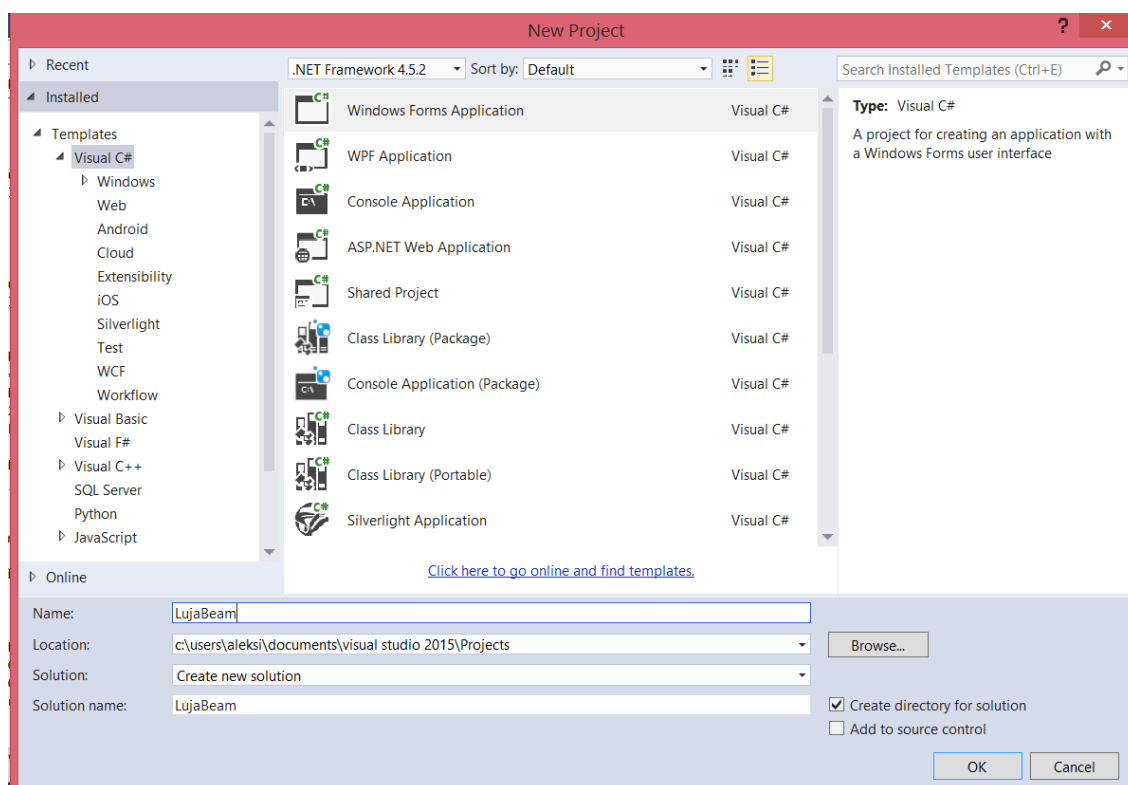 New Project
? ×
Recent
.NET Framework 4.5.2 Sort by: Default
Search Installed Templates (Ctrl+E)
Installed
Templates
Visual C#
Windows
Web
Android
Cloud
Extensibility
iOS
Silverlight
Test
WCF
Workflow
Visual Basic
Visual F#
Visual C++
SQL Server
Python
JavaScript
Online
Windows Forms Application Visual C#
WPF Application Visual C#
Console Application Visual C#
ASP.NET Web Application Visual C#
Shared Project Visual C#
Class Library (Package) Visual C#
Console Application (Package) Visual C#
Class Library Visual C#
Class Library (Portable) Visual C#
Silverlight Application Visual C#
Click here to go online and find templates.
Type: Visual C#
A project for creating an application with
a Windows Forms user interface
Name: LujaBeam
Location: c:\users\aleksi\documents\visual studio 2015\Projects
Browse...
Solution: Create new solution
Solution name: LujaBeam
Create directory for solution
Add to source control
OK Cancel